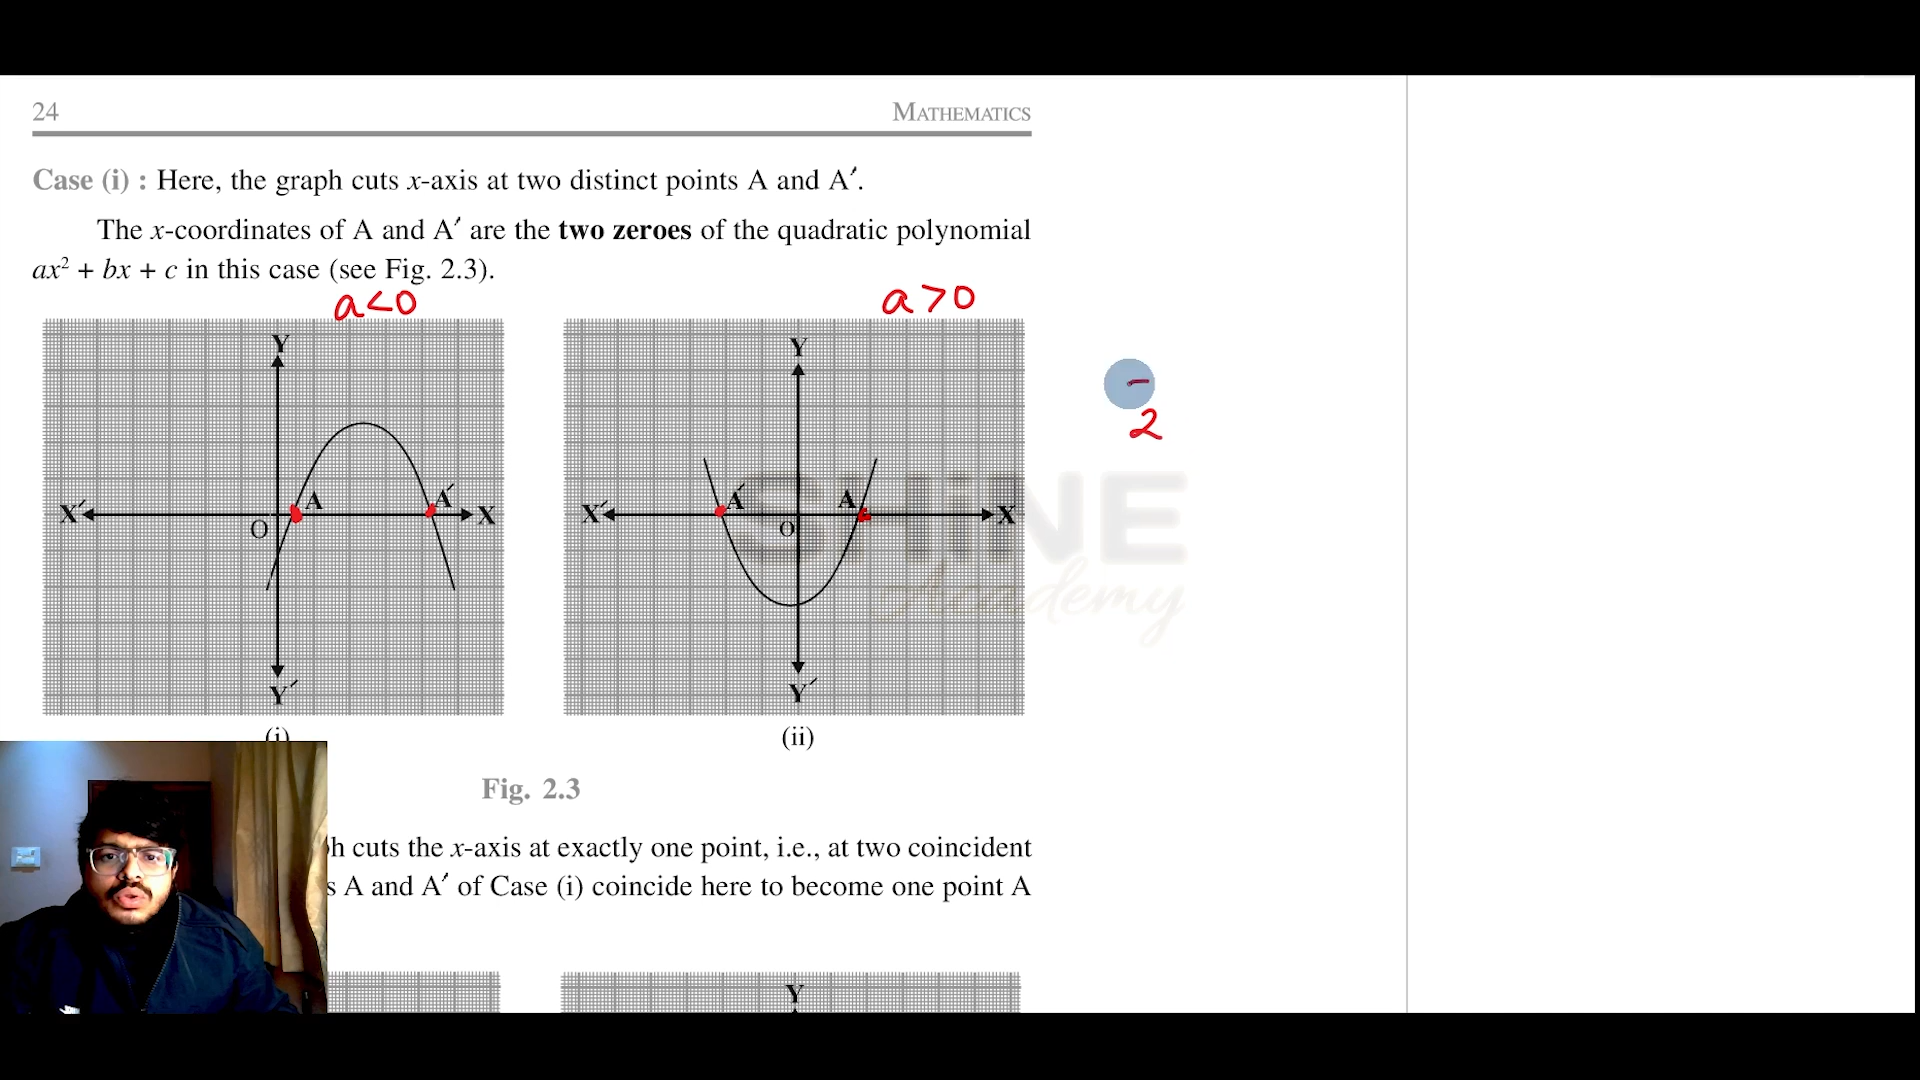 24
MATHEMATICS
Case (i) : Here, the graph cuts x-axis at two distinct points A and A′.
The x-coordinates of A and A′ are the two zeroes of the quadratic polynomial
ax² + bx + c in this case (see Fig. 2.3).
a<0
a>0
Y
X′
O
A
A′
X
Y′
(i)
Y
X′
A′
O
A
X
Y′
(ii)
2
SHiNE
Academy
Fig. 2.3
h cuts the x-axis at exactly one point, i.e., at two coincident
s A and A′ of Case (i) coincide here to become one point A
Y